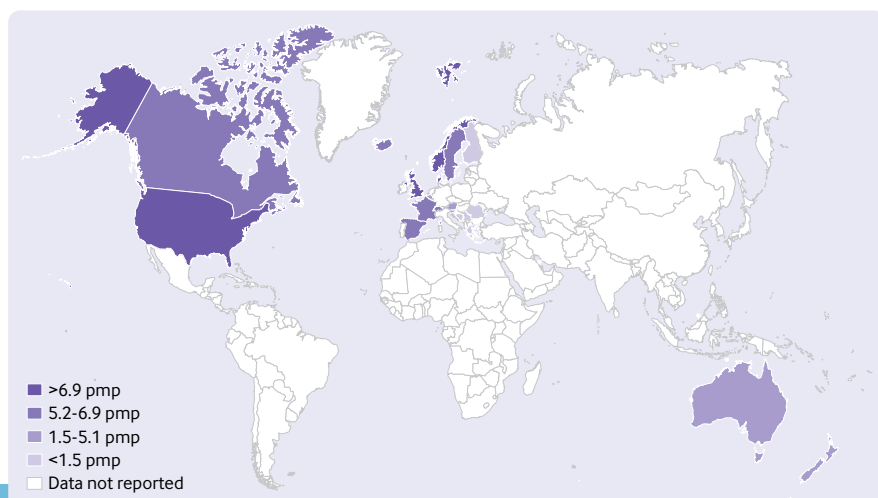 >6.9 pmp
5.2-6.9 pmp
1.5-5.1 pmp
<1.5 pmp
Data not reported